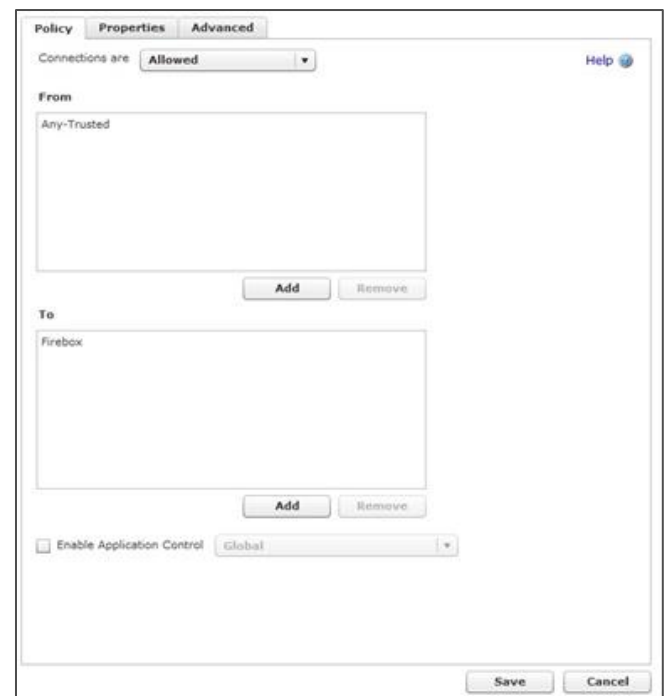 Policy Properties Advanced
Connections are Allowed Help
From
Any-Trusted
Add Remove
To
Firebox
Add Remove
Enable Application Control Global
Save Cancel